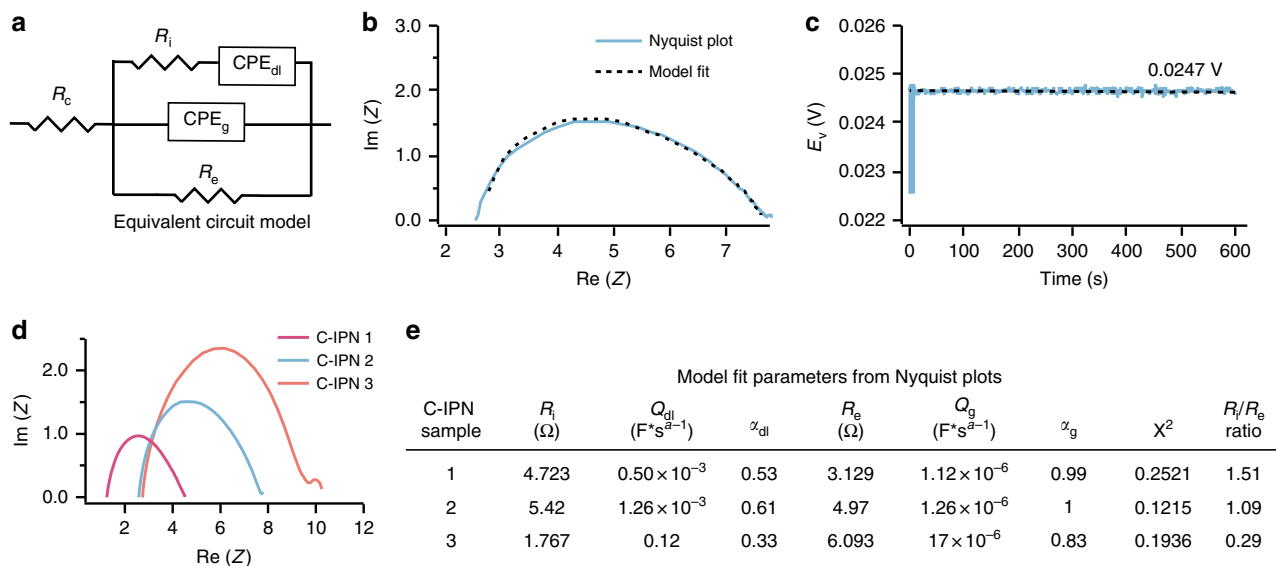 a
R_i
CPE_dl
R_c
CPE_g
R_e
Equivalent circuit model
b
3.0
2.0
1.0
0.0
Im (Z)
2 3 4 5 6 7
Re (Z)
Nyquist plot
Model fit
c
0.026
0.025
0.024
0.023
0.022
E_v (V)
0.0247 V
0 100 200 300 400 500 600
Time (s)
d
2.0
1.0
0.0
Im (Z)
2 4 6 8 10 12
Re (Z)
C-IPN 1
C-IPN 2
C-IPN 3
e
Model fit parameters from Nyquist plots
C-IPN sample R_i (Ω) Q_dl (F*s^{a−1}) α_dl R_e (Ω) Q_g (F*s^{a−1}) α_g X² R_i/R_e ratio
1 4.723 0.50 × 10⁻³ 0.53 3.129 1.12 × 10⁻⁶ 0.99 0.2521 1.51
2 5.42 1.26 × 10⁻³ 0.61 4.97 1.26 × 10⁻⁶ 1 0.1215 1.09
3 1.767 0.12 0.33 6.093 17 × 10⁻⁶ 0.83 0.1936 0.29